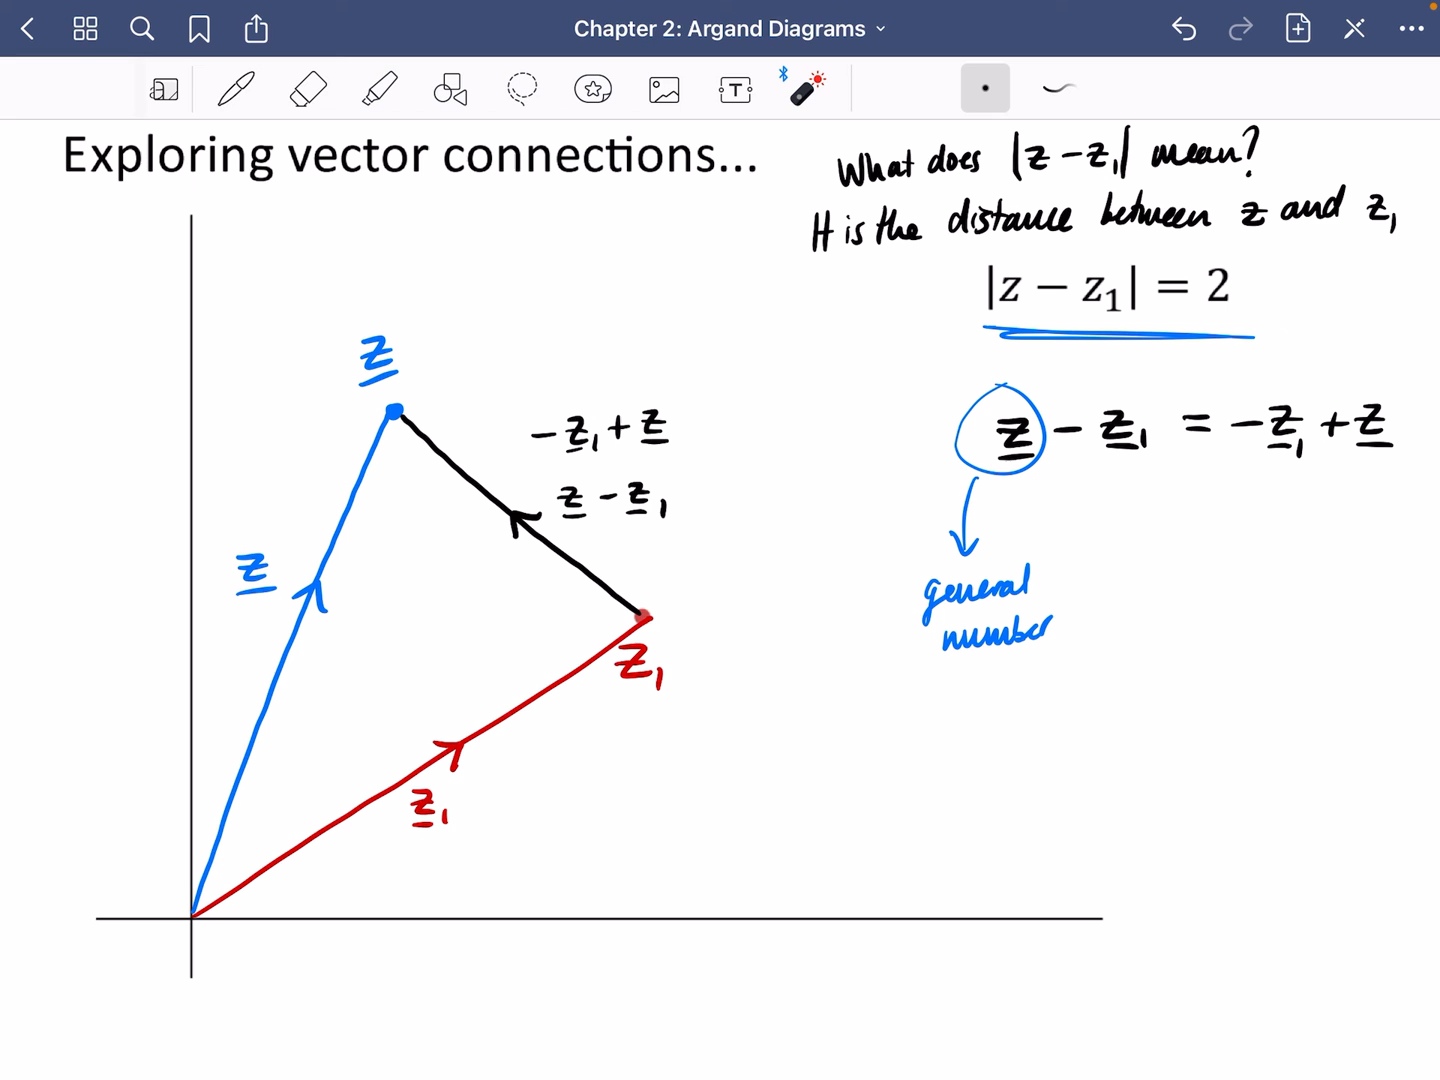 Chapter 2: Argand Diagrams
Exploring vector connections...
What does |z - z₁| mean?
It is the distance between z and z₁
|z − z₁| = 2
z
-z₁ + z
z - z₁
z - z₁ = -z₁ + z
z
general
number
z₁
z₁